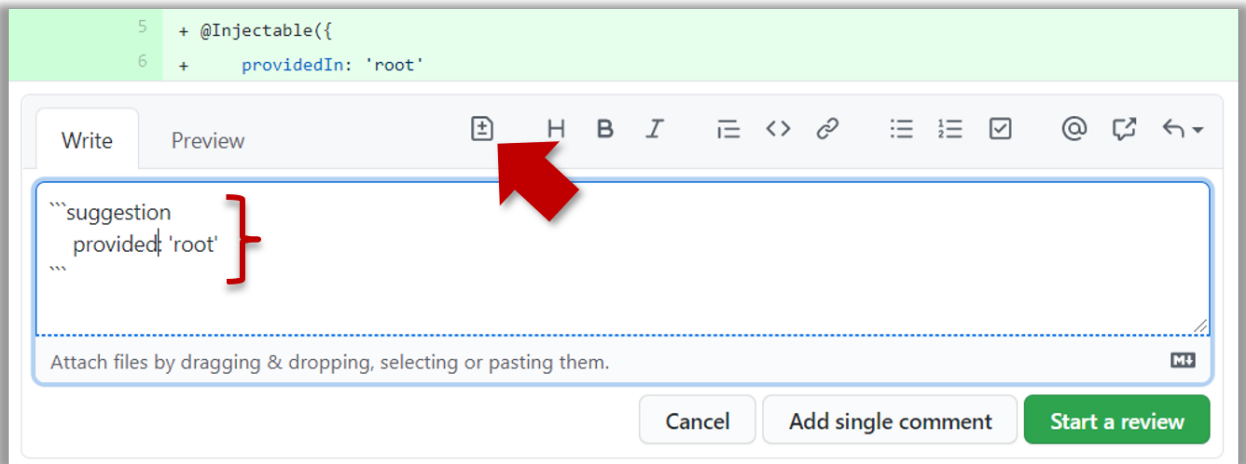 5 + @Injectable({
6 + providedIn: 'root'
Write Preview H B I <> @
```suggestion
provided: 'root'
```
Attach files by dragging & dropping, selecting or pasting them. M↓
Cancel Add single comment Start a review